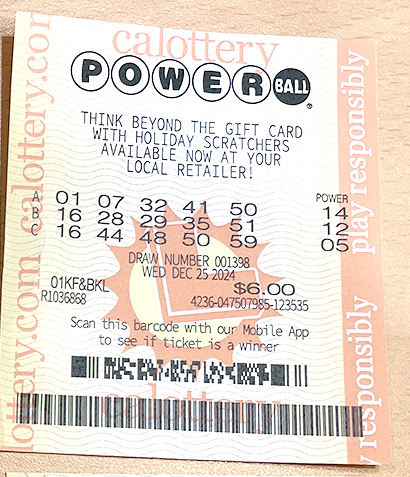 calottery
POWERBALL®
THINK BEYOND THE GIFT CARD
WITH HOLIDAY SCRATCHERS
AVAILABLE NOW AT YOUR
LOCAL RETAILER!
POWER
A 01 07 32 41 50 14
B 16 28 29 35 51 12
C 16 44 48 50 59 05
DRAW NUMBER 001398
WED DEC 25 2024
01KF&BKL $6.00
R1036868 4236-047507985-123535
Scan this barcode with our Mobile App
to see if ticket is a winner
calottery
lottery.com calottery.cor
play responsibly
y responsibly